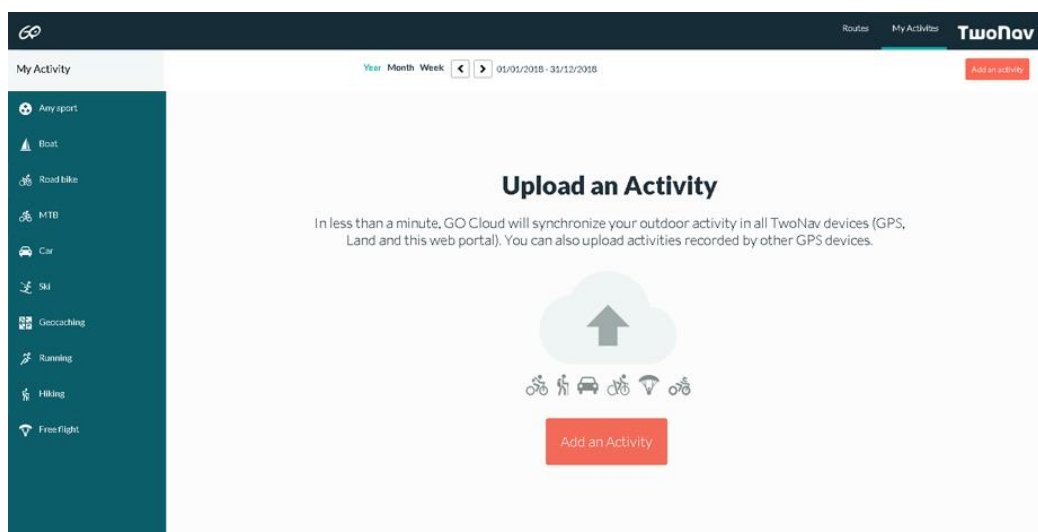 GO
Routes
My Activites
TwoNav
My Activity
Year Month Week
01/01/2018 - 31/12/2018
Add an activity
Any sport
Boat
Road bike
MTB
Car
Ski
Geocaching
Running
Hiking
Free flight
Upload an Activity
In less than a minute, GO Cloud will synchronize your outdoor activity in all TwoNav devices (GPS,
Land and this web portal). You can also upload activities recorded by other GPS devices.
Add an Activity